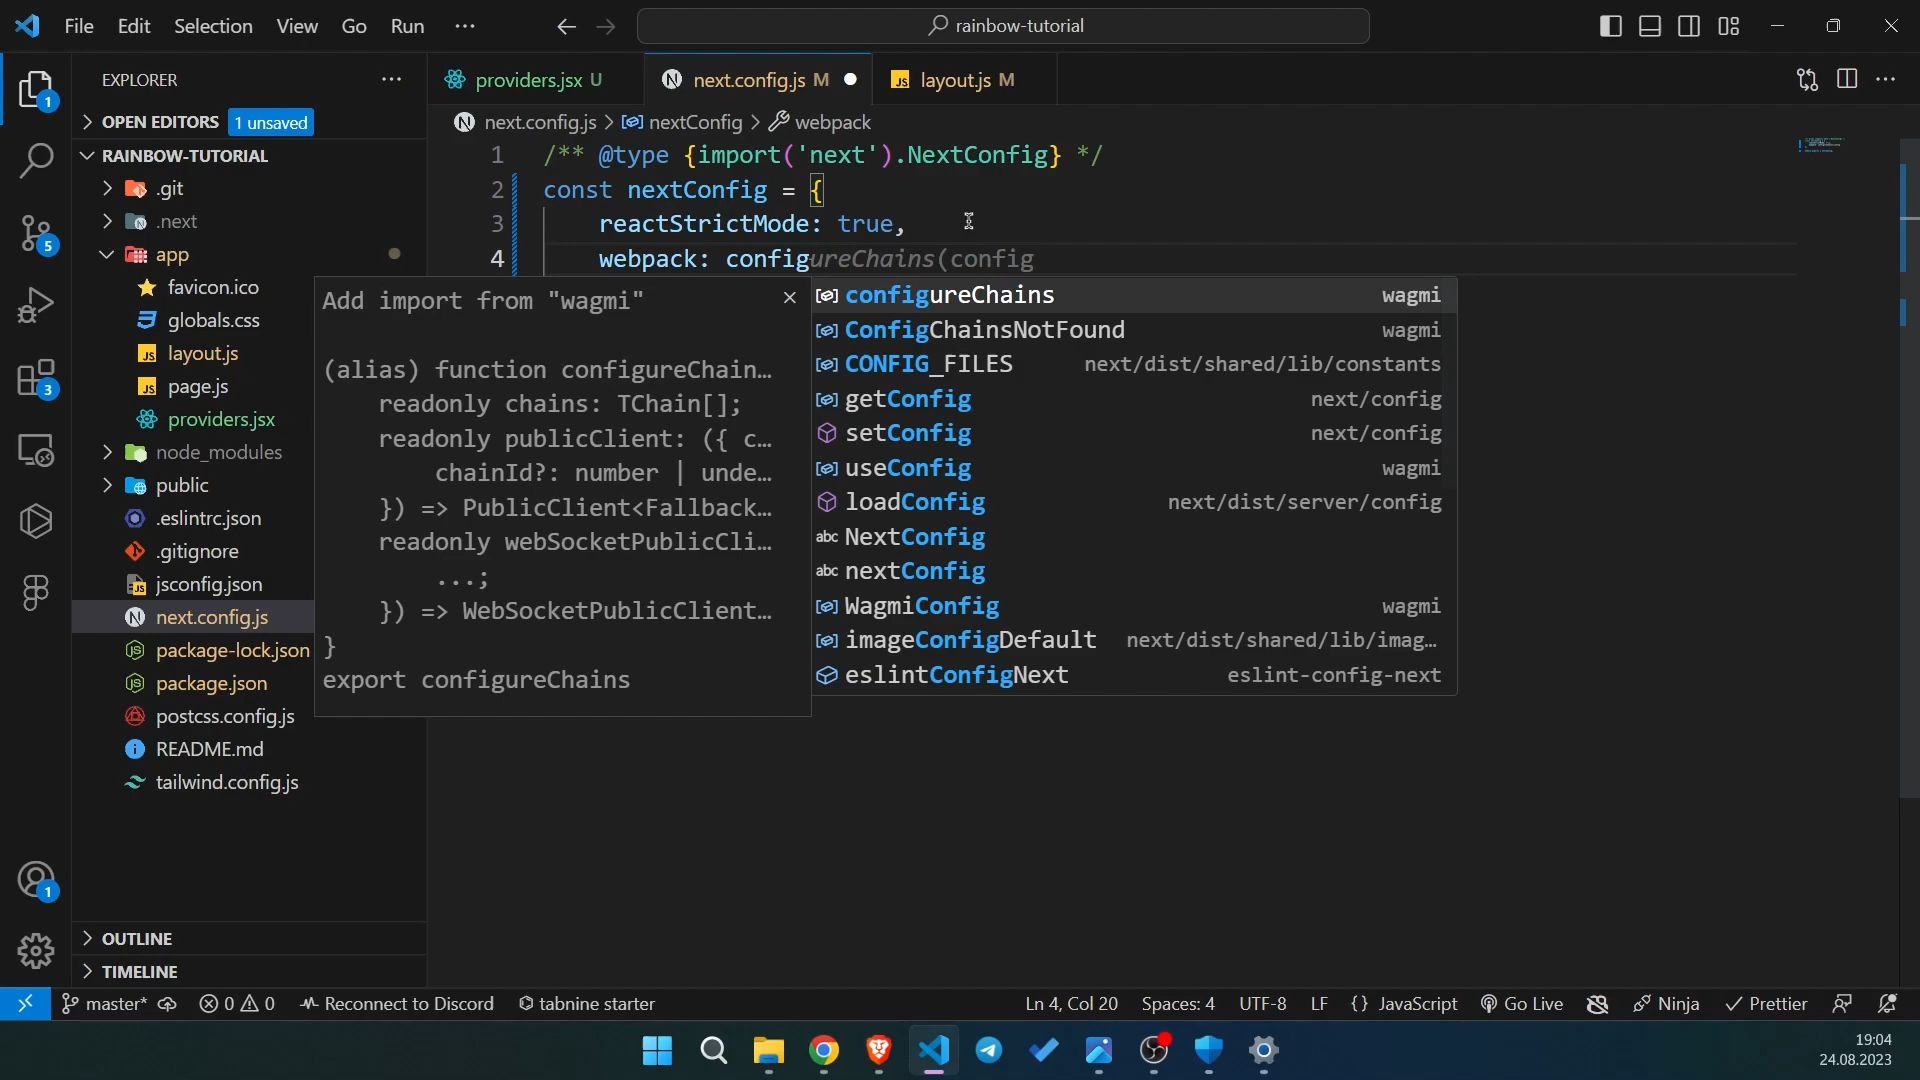 File Edit Selection View Go Run ...
rainbow-tutorial
EXPLORER
OPEN EDITORS 1 unsaved
RAINBOW-TUTORIAL
.git
.next
app
favicon.ico
globals.css
layout.js
page.js
providers.jsx
node_modules
public
.eslintrc.json
.gitignore
jsconfig.json
next.config.js
package-lock.json
package.json
postcss.config.js
README.md
tailwind.config.js
OUTLINE
TIMELINE
1
5
3
1
providers.jsx U
next.config.js M
layout.js M
next.config.js > nextConfig > webpack
1 /** @type {import('next').NextConfig} */
2 const nextConfig = {
3 reactStrictMode: true,
4 webpack: configureChains(config
Add import from "wagmi"
(alias) function configureChain…
readonly chains: TChain[];
readonly publicClient: ({ c…
chainId?: number | unde…
}) => PublicClient<Fallback…
readonly webSocketPublicCli…
...;
}) => WebSocketPublicClient…
}
export configureChains
configureChains wagmi
ConfigChainsNotFound wagmi
CONFIG_FILES next/dist/shared/lib/constants
getConfig next/config
setConfig next/config
useConfig wagmi
loadConfig next/dist/server/config
abc NextConfig
abc nextConfig
WagmiConfig wagmi
imageConfigDefault next/dist/shared/lib/imag…
eslintConfigNext eslint-config-next
master* 0 0 Reconnect to Discord tabnine starter
Ln 4, Col 20 Spaces: 4 UTF-8 LF {} JavaScript Go Live Ninja Prettier
19:04
24.08.2023